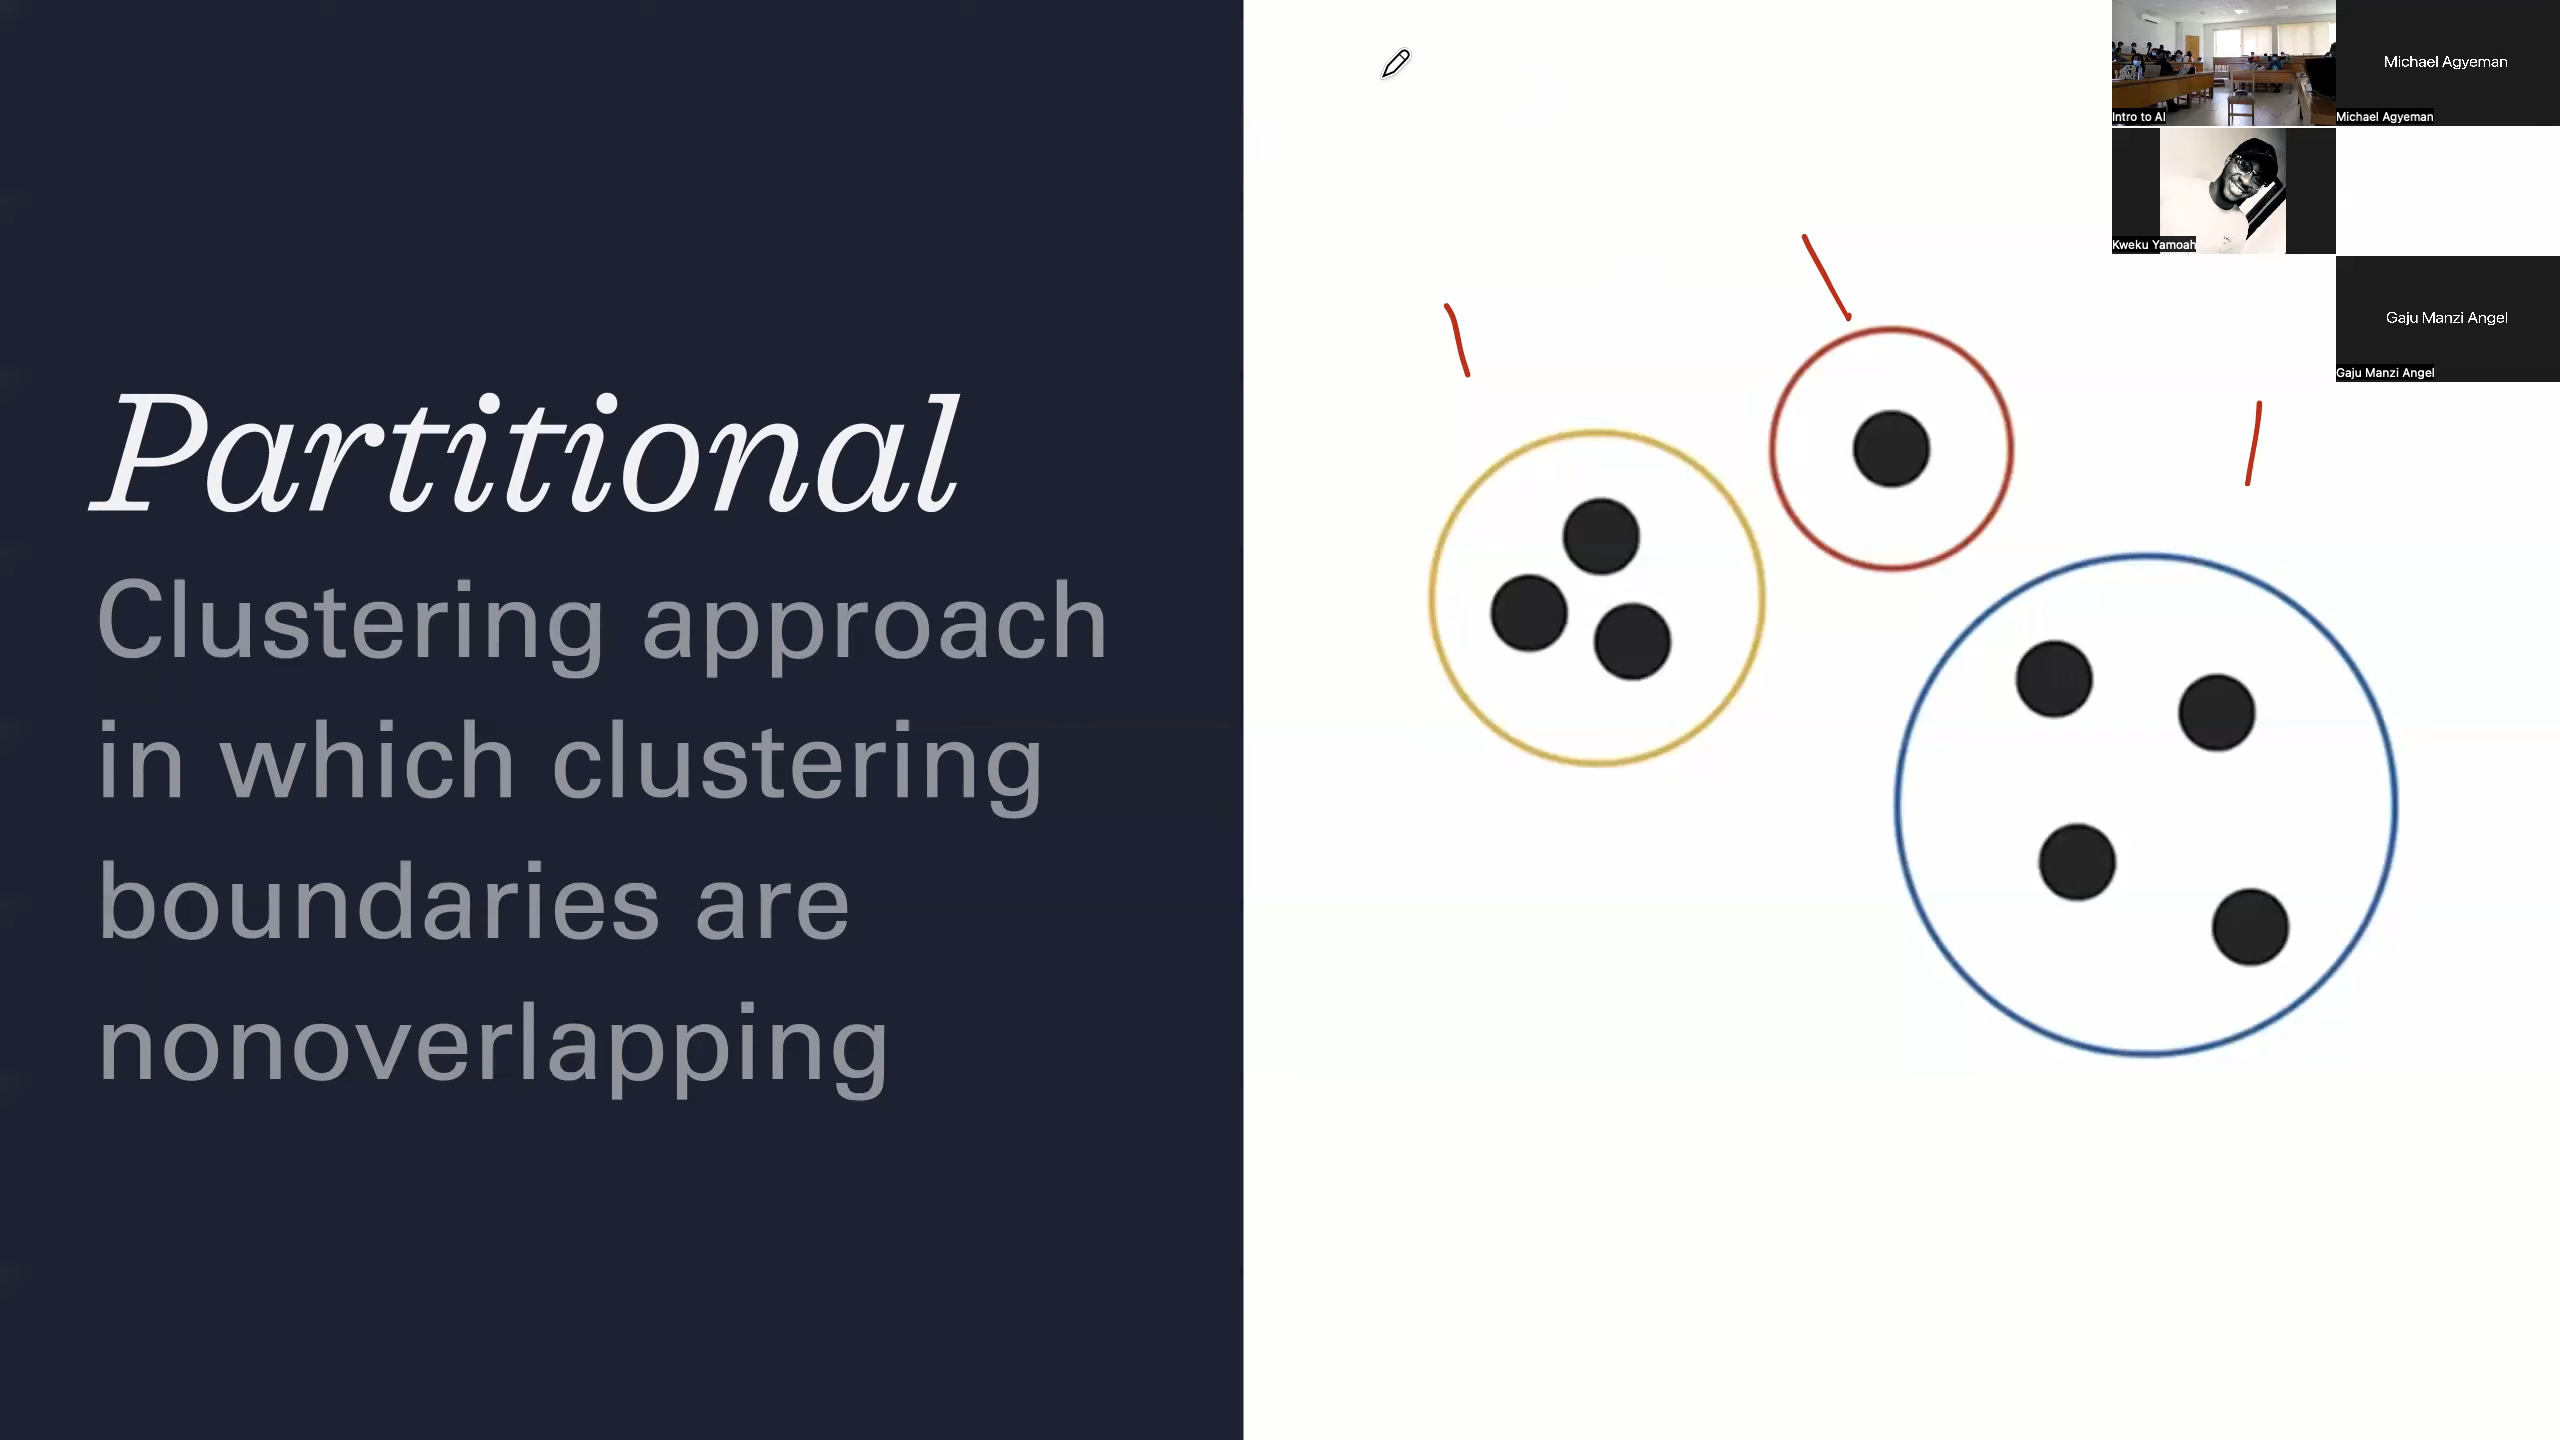 Partitional
Clustering approach
in which clustering
boundaries are
nonoverlapping
Intro to AI
Michael Agyeman
Michael Agyeman
Kweku Yamoah
Gaju Manzi Angel
Gaju Manzi Angel